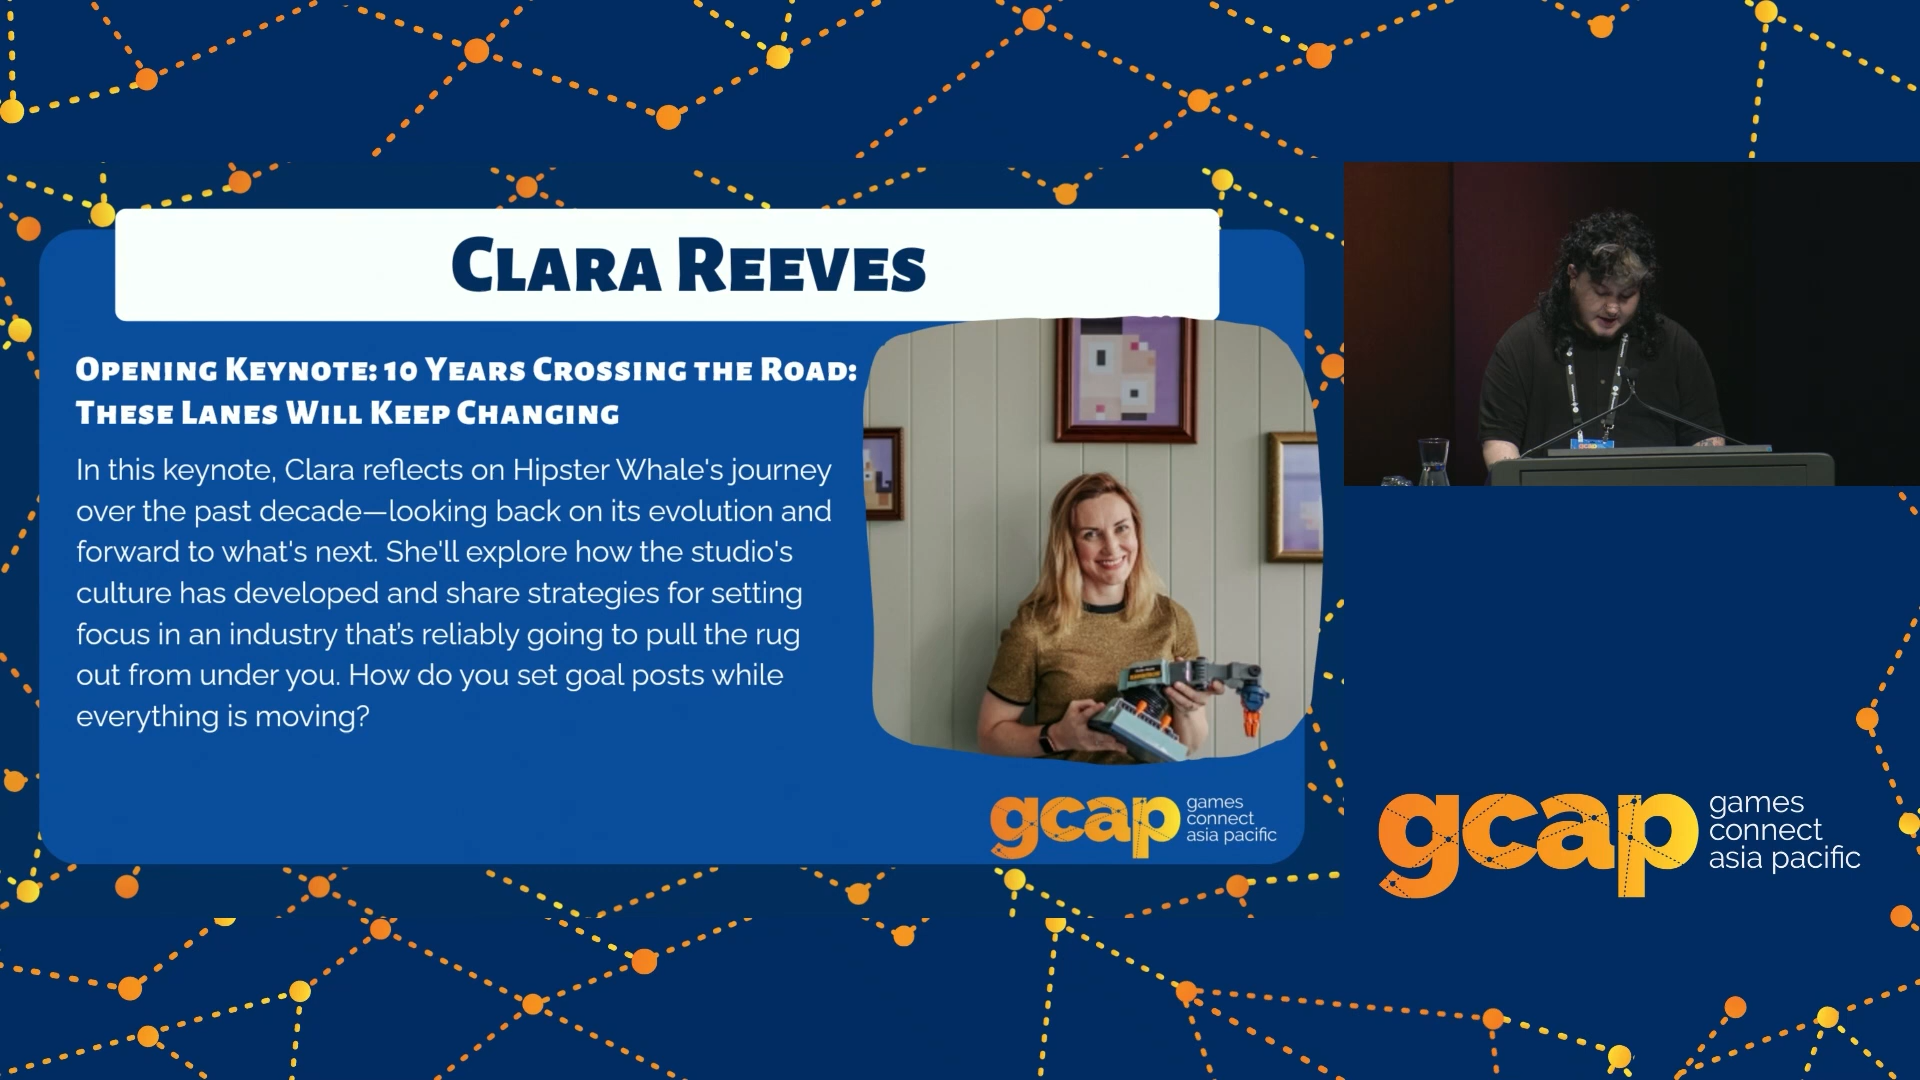 Clara Reeves
Opening Keynote: 10 Years Crossing the Road:
These Lanes Will Keep Changing
In this keynote, Clara reflects on Hipster Whale's journey
over the past decade—looking back on its evolution and
forward to what's next. She'll explore how the studio's
culture has developed and share strategies for setting
focus in an industry that's reliably going to pull the rug
out from under you. How do you set goal posts while
everything is moving?
gcap
games
connect
asia pacific
gcap
games
connect
asia pacific